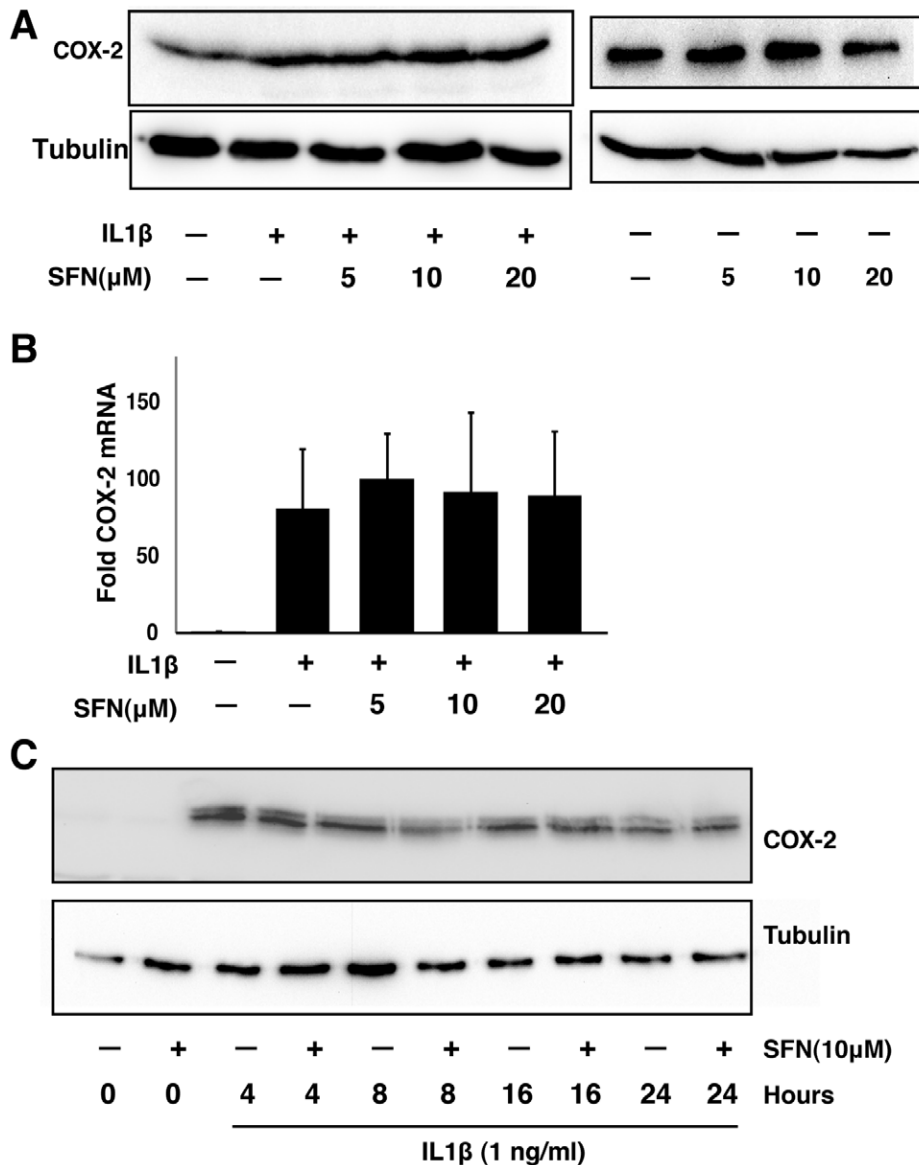 A
COX-2
Tubulin
IL1β — + + + + — — — —
SFN(μM) — — 5 10 20 — 5 10 20
B
Fold COX-2 mRNA
150
100
50
0
IL1β — + + + +
SFN(μM) — — 5 10 20
C
COX-2
Tubulin
— + — + — + — + — + SFN(10μM)
0 0 4 4 8 8 16 16 24 24 Hours
IL1β (1 ng/ml)